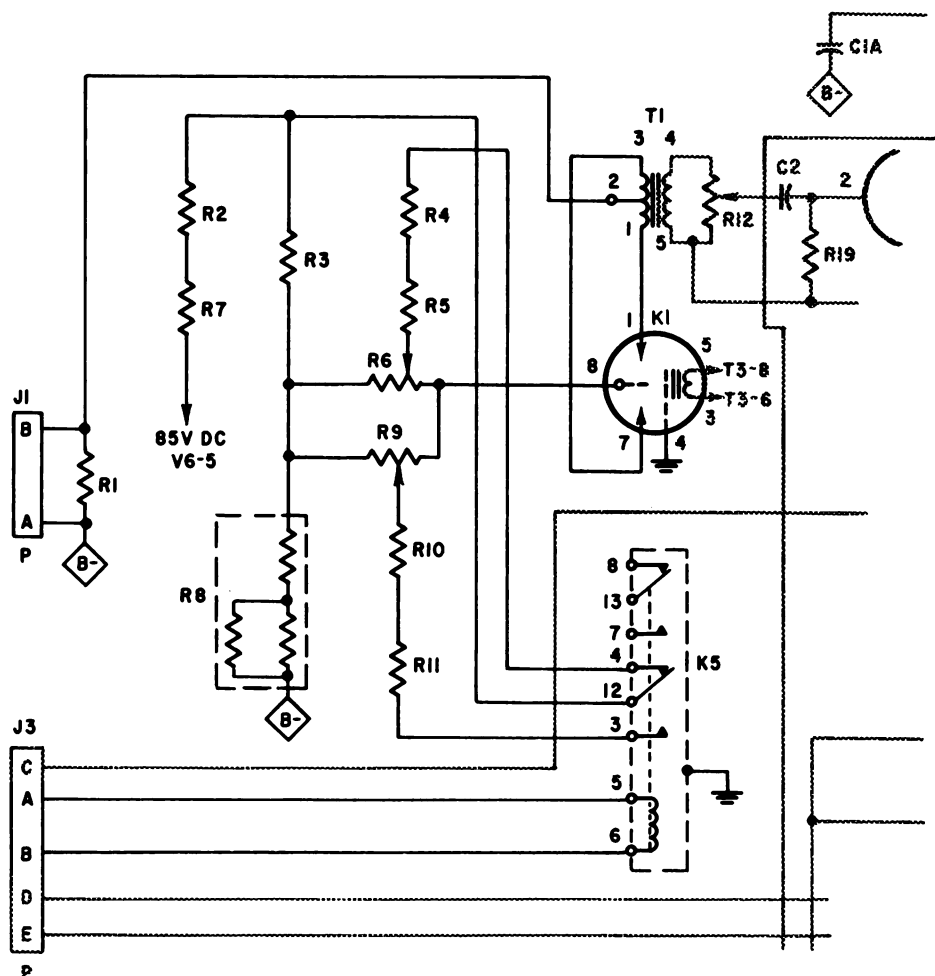 C1A
B-
T1
3 4
C2
2
2
R2
R4
R12
1
5
R3
R19
R7
R5
1 K1
5
R6
8
T3-8
T3-6
3
J1
B
R9
7
4
85V DC
V6-5
R1
A
P
B-
R10
8
R8
13
7
4
K5
R11
12
B-
3
J3
C
5
A
6
B
D
E
P